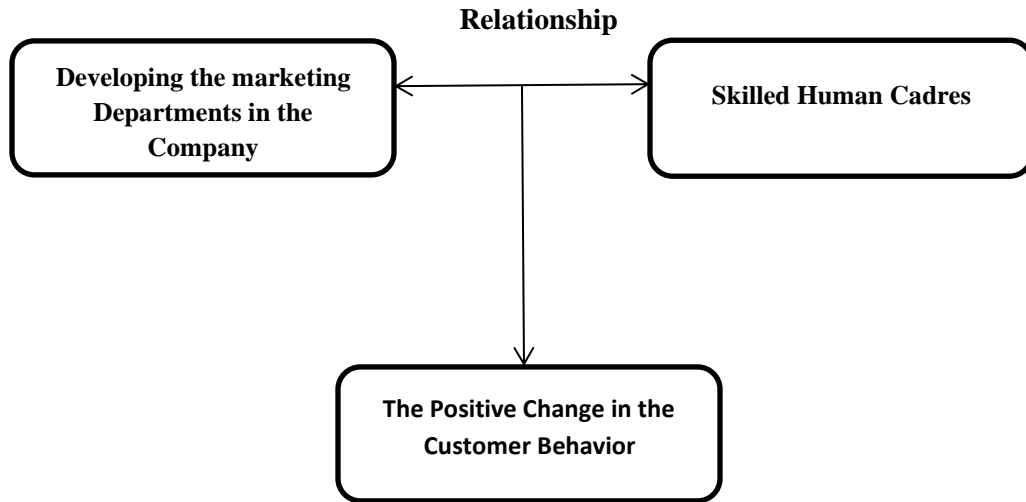 Relationship
Developing the marketing
Departments in the
Company
Skilled Human Cadres
The Positive Change in the
Customer Behavior